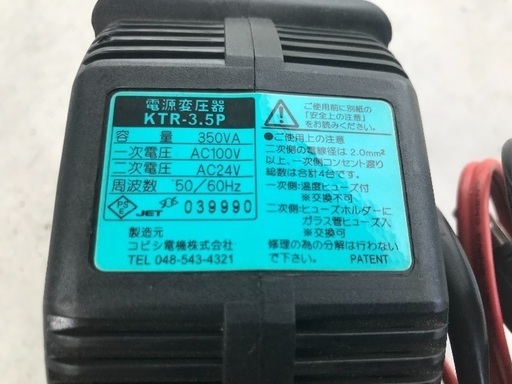 電源変圧器
KTR-3.5P
容量 350VA
一次電圧 AC100V
二次電圧 AC24V
周波数 50/60Hz
PS
E
JET
039990
製造元
コビシ電機株式会社
TEL 048-543-4321
ご使用前に別紙の
「安全上の注意」
をお読みください。
●ご使用上の注意
二次側の電線径は2.0mm²
以上、一次側コンセント渡り
総数は合計4台です。
一次側:温度ヒューズ付
※交換不可
二次側:ヒューズホルダーに
ガラス管ヒューズ入
※交換可
修理の為の分解は行わない
で下さい。
PATENT